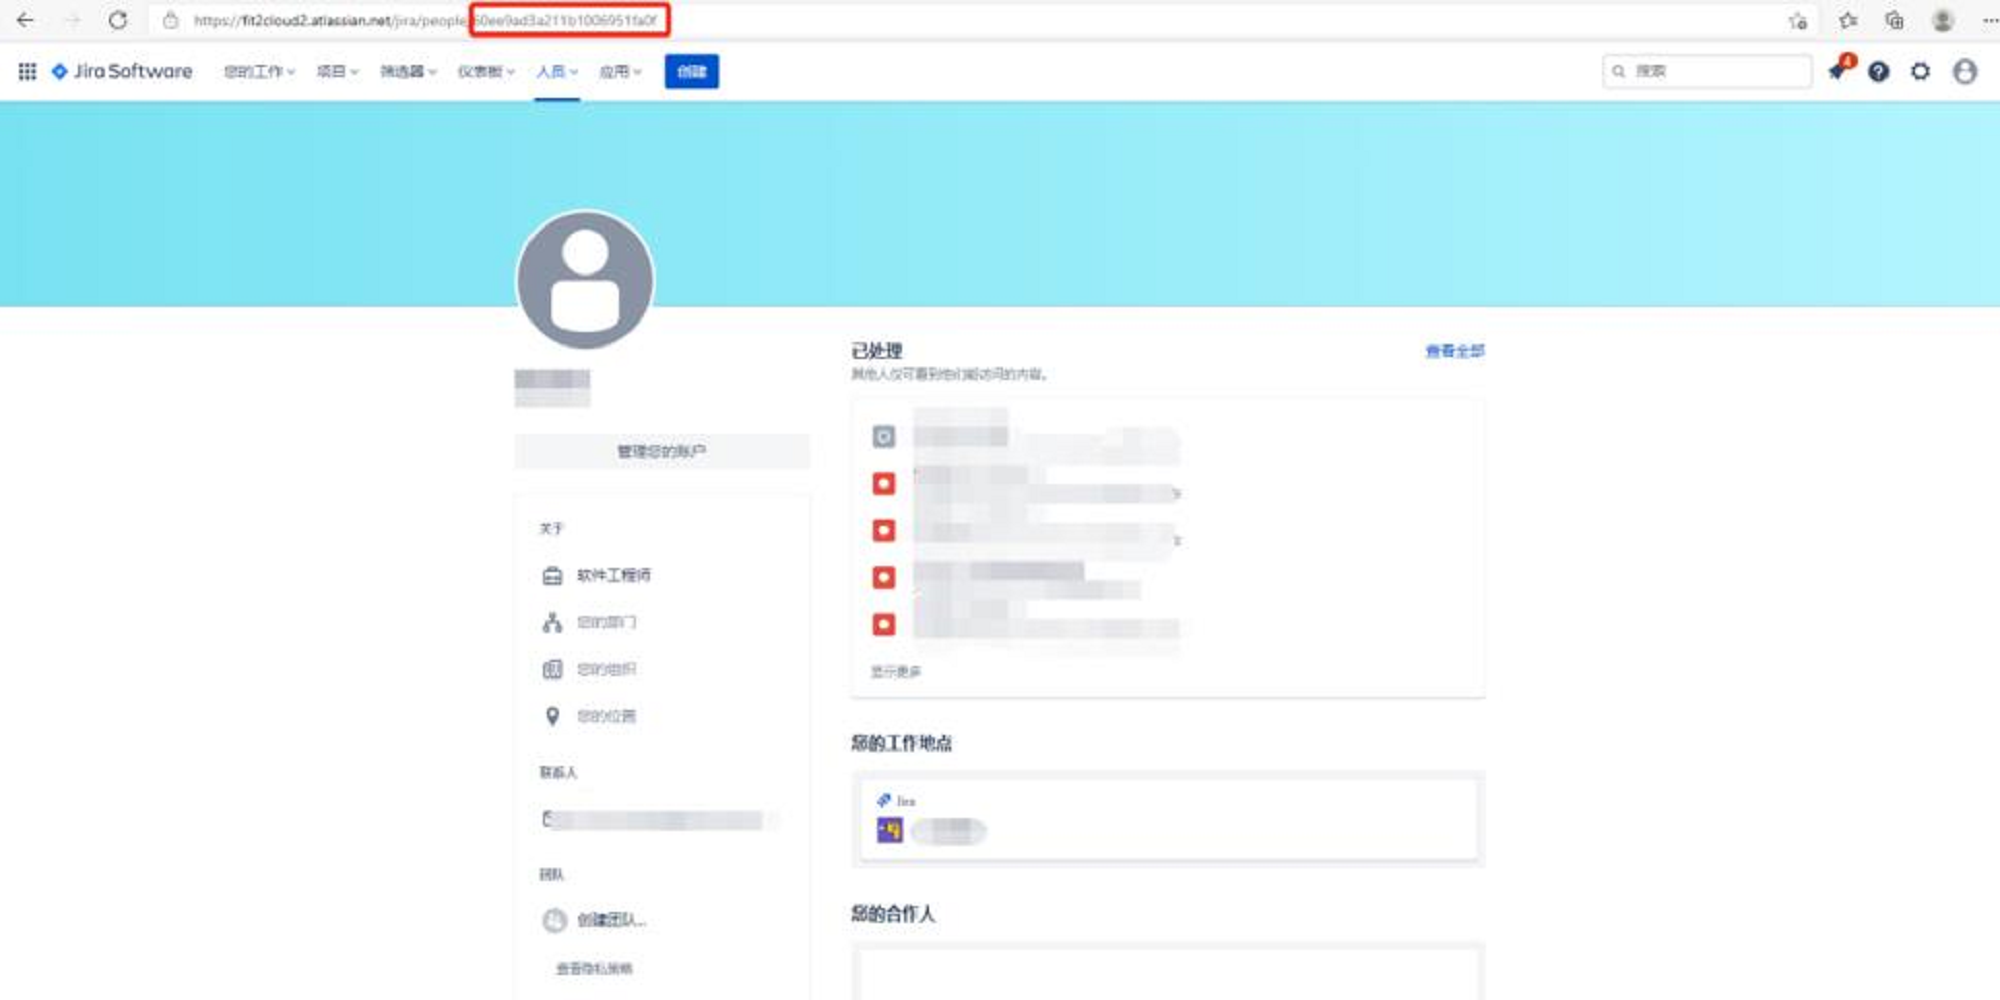 https://fit2cloud2.atlassian.net/jira/people/60ee9ad3a211b1006951fa0f
Jira Software 您的工作 项目 筛选器 仪表板 人员 应用 创建 搜索 4
已处理 查看全部
其他人仅可看到他们能访问的内容。
管理您的账户
关于
软件工程师
您的部门
您的组织
您的位置
显示更多
联系人
您的工作地点
Jira
团队
创建团队...
查看隐私策略
您的合作人